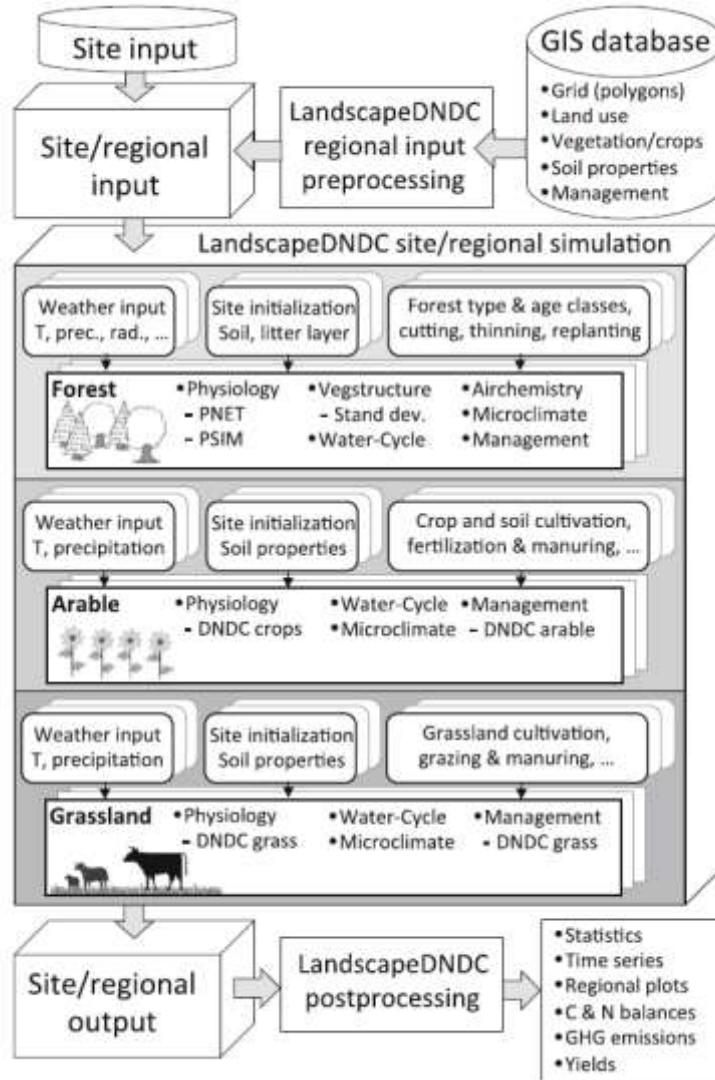 Site input
GIS database
• Grid (polygons)
• Land use
• Vegetation/crops
• Soil properties
• Management
LandscapeDNDC
regional input
preprocessing
Site/regional
input
LandscapeDNDC site/regional simulation
Weather input
T, prec., rad., ...
Site initialization
Soil, litter layer
Forest type & age classes,
cutting, thinning, replanting
Forest
• Physiology
- PNET
- PSIM
• Vegstructure
- Stand dev.
• Water-Cycle
• Airchemistry
• Microclimate
• Management
Weather input
T, precipitation
Site initialization
Soil properties
Crop and soil cultivation,
fertilization & manuring, ...
Arable
• Physiology
- DNDC crops
• Water-Cycle
• Microclimate
• Management
- DNDC arable
Weather input
T, precipitation
Site initialization
Soil properties
Grassland cultivation,
grazing & manuring, ...
Grassland
• Physiology
- DNDC grass
• Water-Cycle
• Microclimate
• Management
- DNDC grass
Site/regional
output
LandscapeDNDC
postprocessing
• Statistics
• Time series
• Regional plots
• C & N balances
• GHG emissions
• Yields